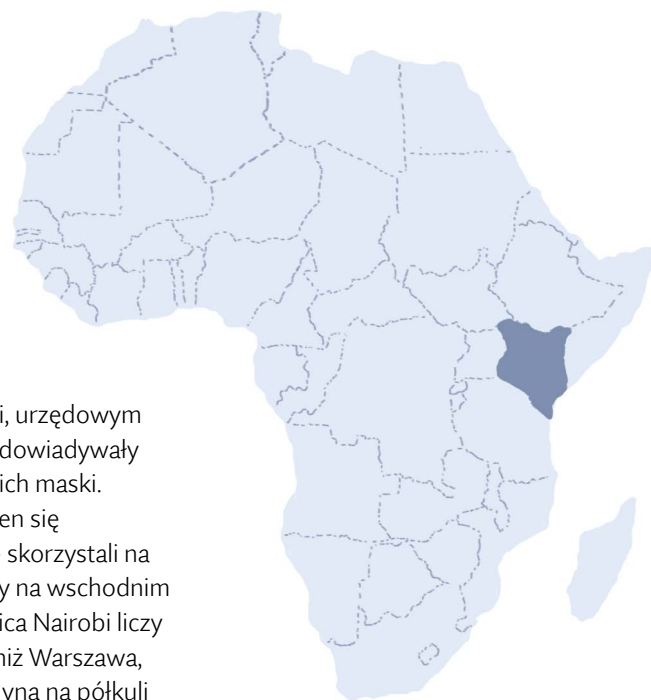 i, urzędowym
dowiadywały
ich maski.
en się
skorzystali na
y na wschodnim
ica Nairobi liczy
niż Warszawa,
yna na półkuli